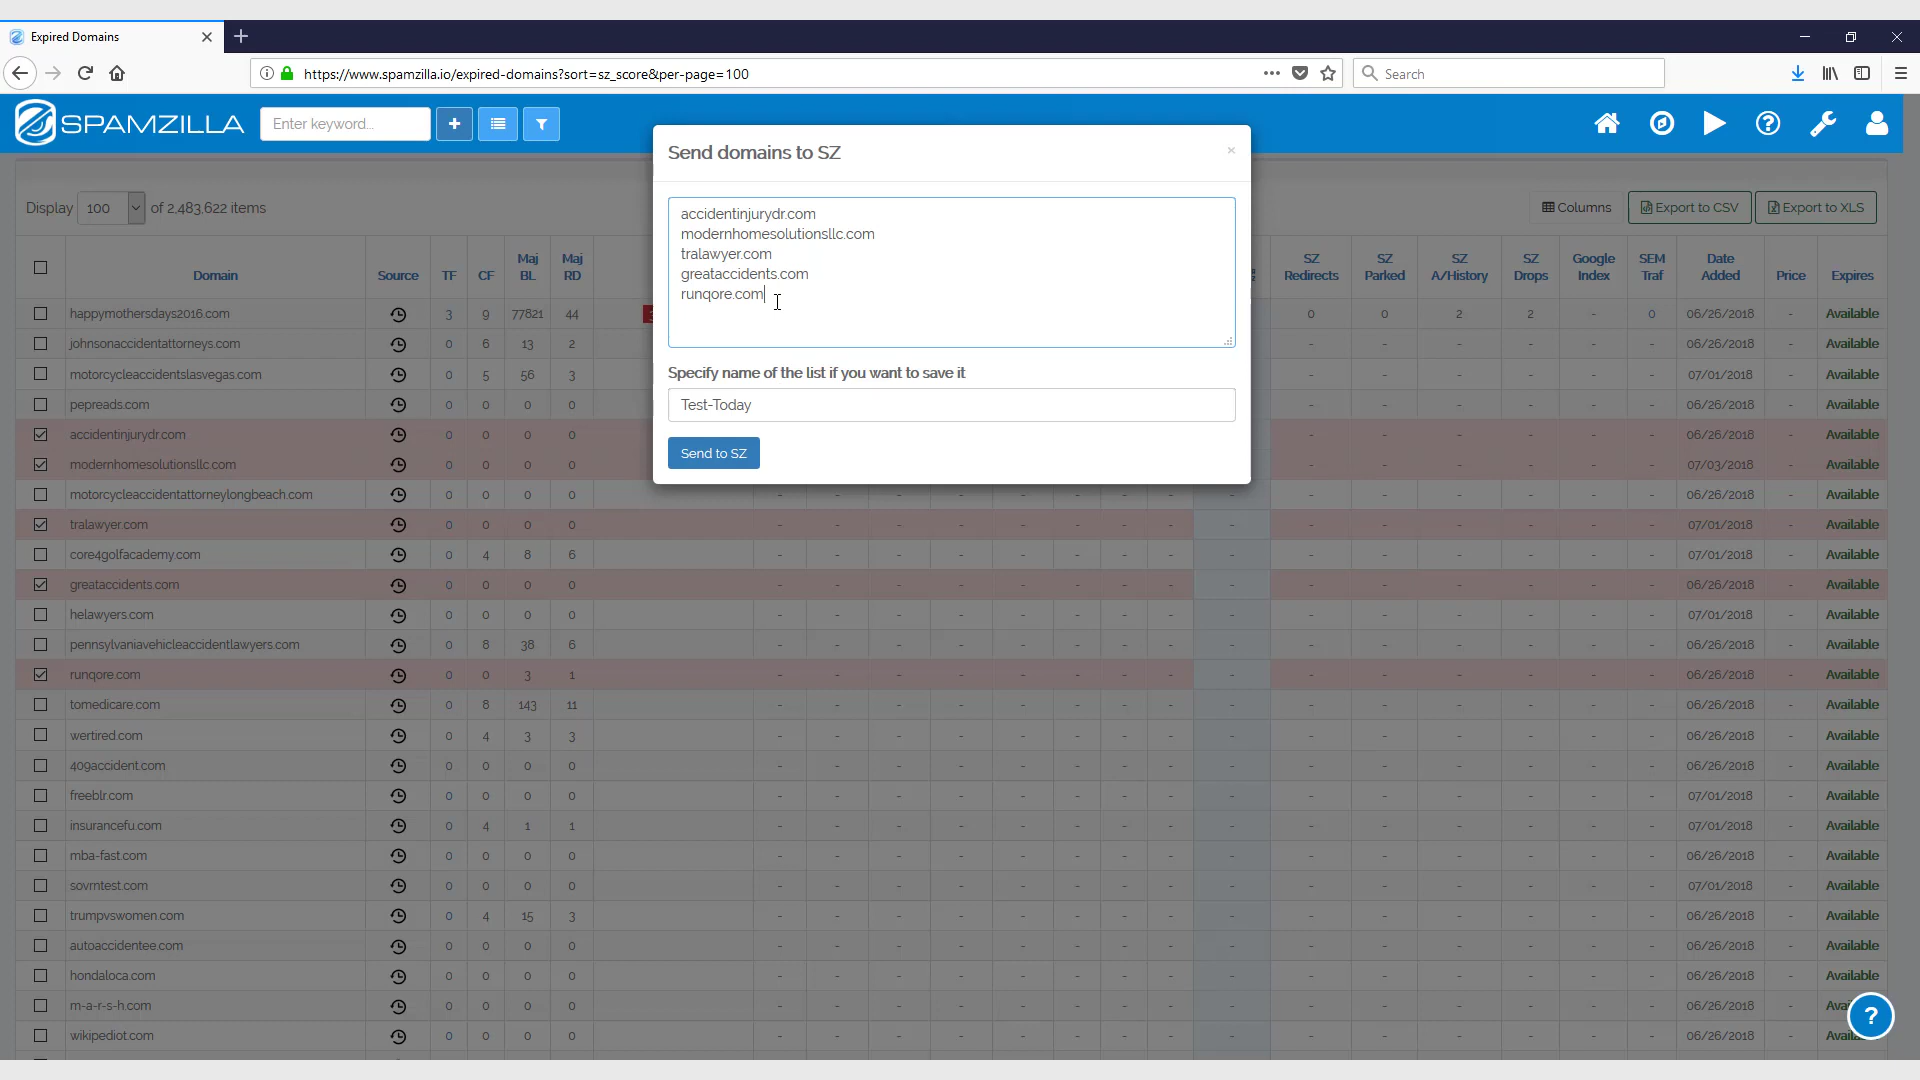 Expired Domains
https://www.spamzilla.io/expired-domains?sort=sz_score&per-page=100
Search
SPAMZILLA
Enter keyword...
Send domains to SZ
accidentinjurydr.com
modernhomesolutionsllc.com
tralawyer.com
greataccidents.com
runqore.com
Specify name of the list if you want to save it
Test-Today
Send to SZ
Display 100 of 2,483,622 items
Columns Export to CSV Export to XLS
Domain Source TF CF Maj BL Maj RD SZ Redirects SZ Parked SZ A/History SZ Drops Google Index SEM Traf Date Added Price Expires
happymothersdays2016.com 3 9 77821 44 0 0 2 2 - 0 06/26/2018 - Available
johnsonaccidentattorneys.com 0 6 13 2 - - - - - - 06/26/2018 - Available
motorcycleaccidentslasvegas.com 0 5 56 3 - - - - - - 07/01/2018 - Available
pepreads.com 0 0 0 0 - - - - - - 06/26/2018 - Available
accidentinjurydr.com 0 0 0 0 - - - - - - 06/26/2018 - Available
modernhomesolutionsllc.com 0 0 0 0 - - - - - - 07/03/2018 - Available
motorcycleaccidentattorneylongbeach.com 0 0 0 0 - - - - - - - - - - - - - - - 06/26/2018 - Available
tralawyer.com 0 0 0 0 - - - - - - - - - - - - - - - 07/01/2018 - Available
core4golfacademy.com 0 4 8 6 - - - - - - - - - - - - - - - 07/01/2018 - Available
greataccidents.com 0 0 0 0 - - - - - - - - - - - - - - - 06/26/2018 - Available
helawyers.com 0 0 0 0 - - - - - - - - - - - - - - - 07/01/2018 - Available
pennsylvaniavehicleaccidentlawyers.com 0 8 38 6 - - - - - - - - - - - - - - - 06/26/2018 - Available
runqore.com 0 0 3 1 - - - - - - - - - - - - - - - 06/26/2018 - Available
tomedicare.com 0 8 143 11 - - - - - - - - - - - - - - - 06/26/2018 - Available
wertired.com 0 4 3 3 - - - - - - - - - - - - - - - 06/26/2018 - Available
409accident.com 0 0 0 0 - - - - - - - - - - - - - - - 06/26/2018 - Available
freeblr.com 0 0 0 0 - - - - - - - - - - - - - - - 07/01/2018 - Available
insurancefu.com 0 4 1 1 - - - - - - - - - - - - - - - 07/01/2018 - Available
mba-fast.com 0 0 0 0 - - - - - - - - - - - - - - - 06/26/2018 - Available
sovrntest.com 0 0 0 0 - - - - - - - - - - - - - - - 07/01/2018 - Available
trumpvswomen.com 0 4 15 3 - - - - - - - - - - - - - - - 06/26/2018 - Available
autoaccidentee.com 0 0 0 0 - - - - - - - - - - - - - - - 06/26/2018 - Available
hondaloca.com 0 0 0 0 - - - - - - - - - - - - - - - 06/26/2018 - Available
m-a-r-s-h.com 0 0 0 0 - - - - - - - - - - - - - - - 06/26/2018 -
wikipediot.com 0 0 0 0 - - - - - - - - - - - - - - - 06/26/2018 -